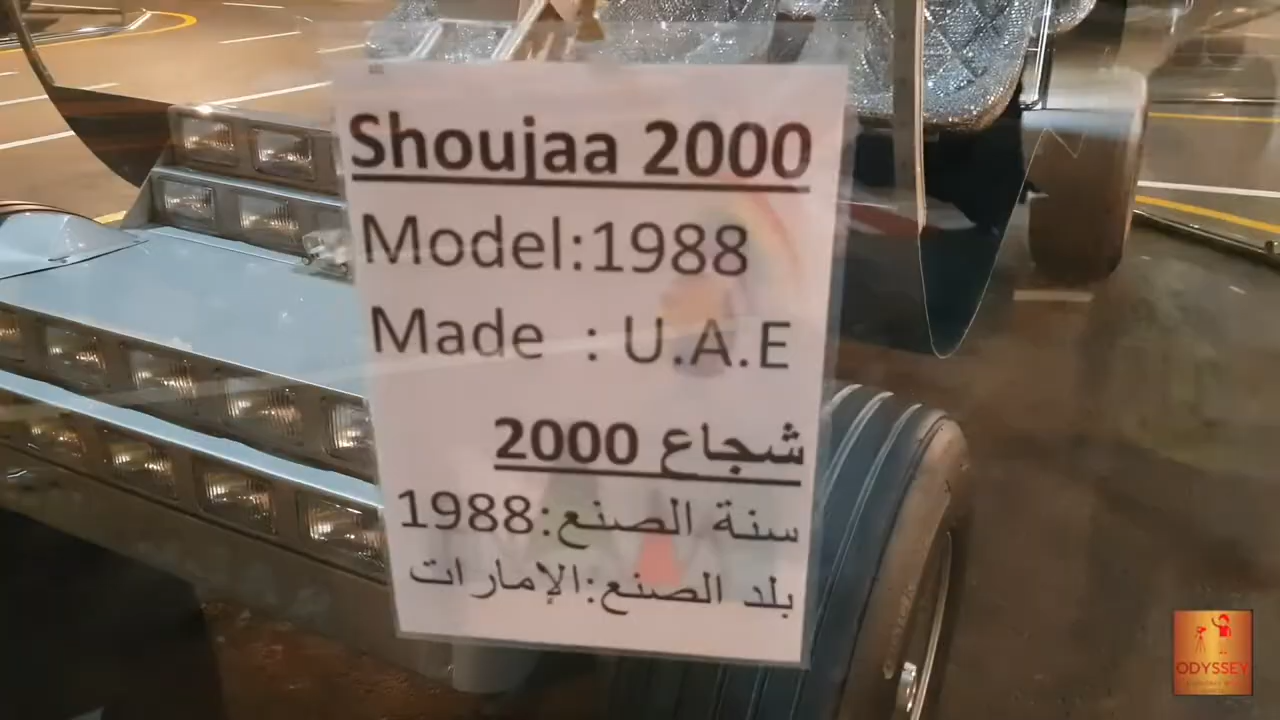 Shoujaa 2000
Model:1988
Made : U.A.E
شجاع 2000
سنة الصنع:1988
بلد الصنع:الإمارات
ODYSSEY